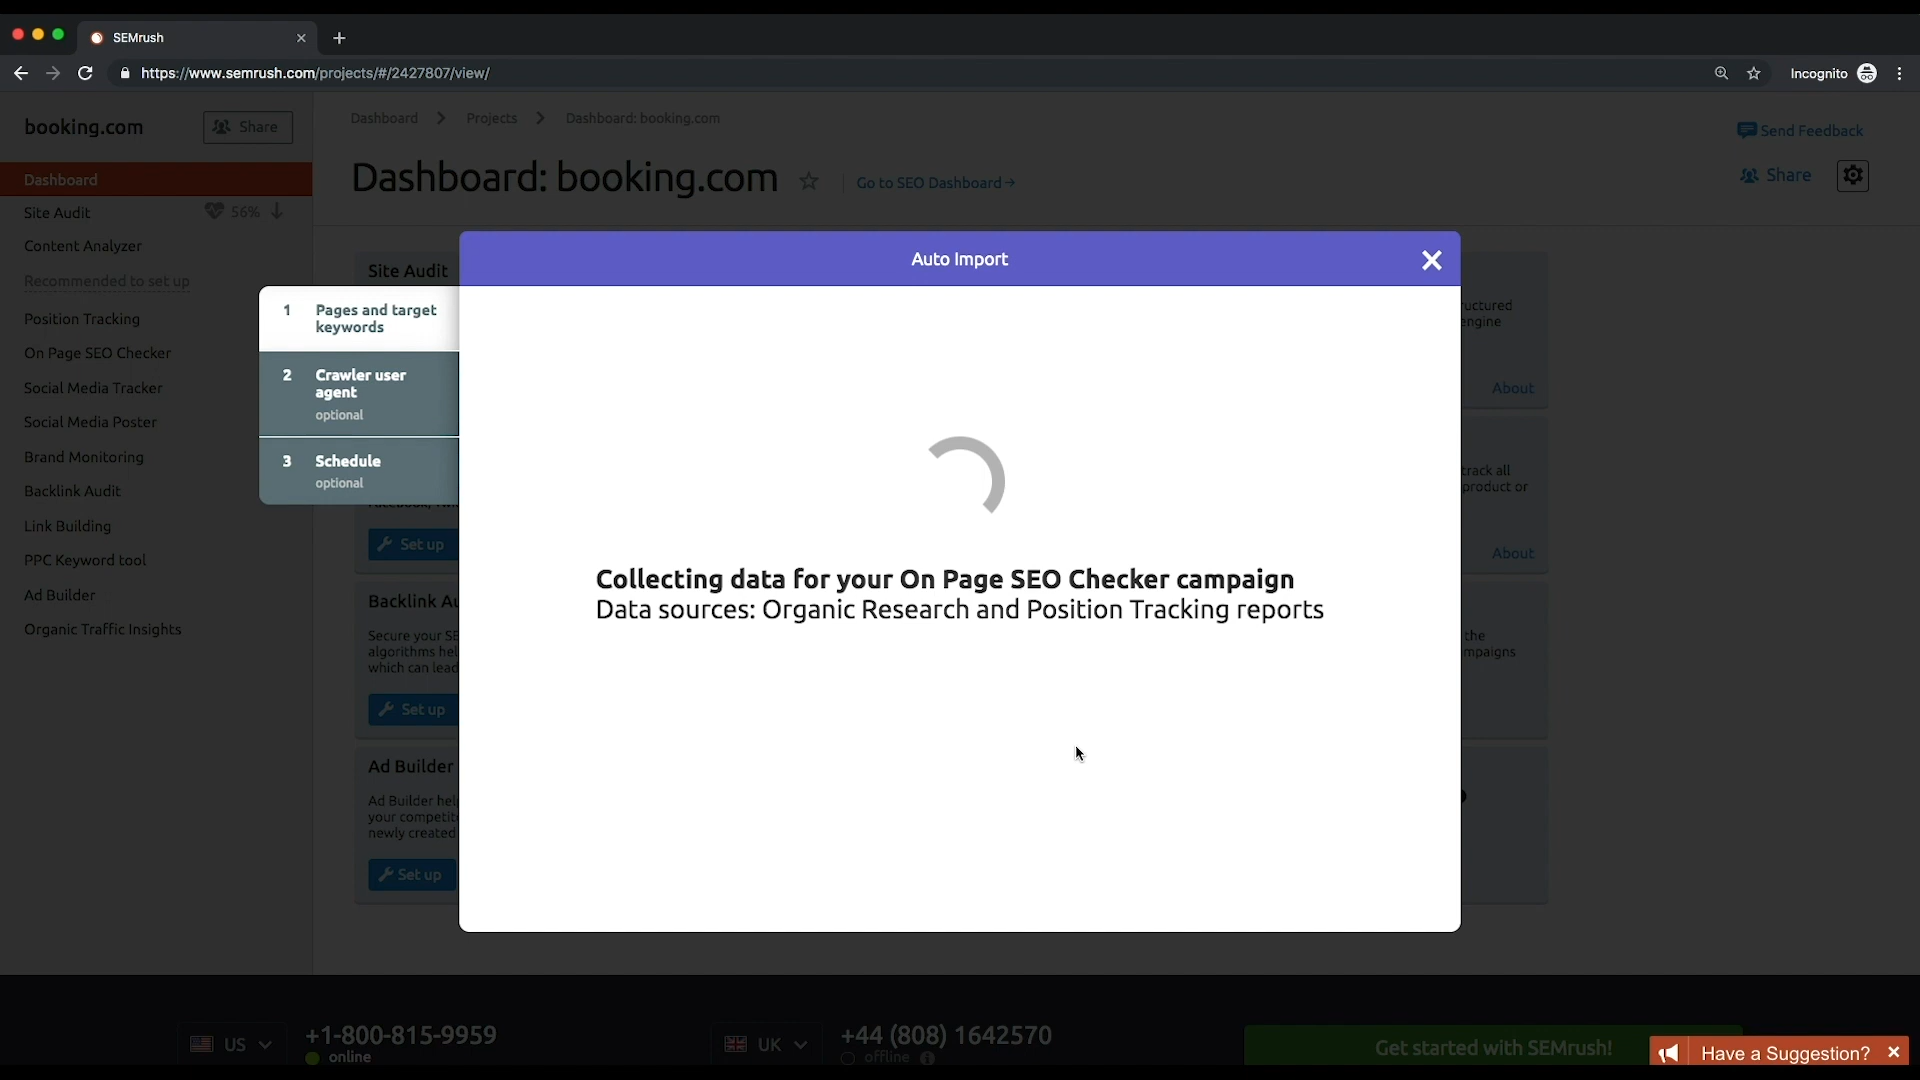 SEMrush
https://www.semrush.com/projects/#/2427807/view/
Incognito
booking.com
Share
Dashboard
Site Audit
56%
Content Analyzer
Recommended to set up
Position Tracking
On Page SEO Checker
Social Media Tracker
Social Media Poster
Brand Monitoring
Backlink Audit
Link Building
PPC Keyword tool
Ad Builder
Organic Traffic Insights
Dashboard
Projects
Dashboard: booking.com
Send Feedback
Dashboard: booking.com
Go to SEO Dashboard→
Share
Site Audit
Auto Import
1 Pages and target
keywords
2 Crawler user
agent
optional
3 Schedule
optional
Collecting data for your On Page SEO Checker campaign
Data sources: Organic Research and Position Tracking reports
Set up
Backlink Au
Secure your SE
algorithms hel
which can lead
Set up
Ad Builder
Ad Builder hel
your competit
newly created
Set up
uctured
engine
About
track all
product or
About
the
mpaigns
US
+1-800-815-9959
online
UK
+44 (808) 1642570
offline
Get started with SEMrush!
Have a Suggestion?